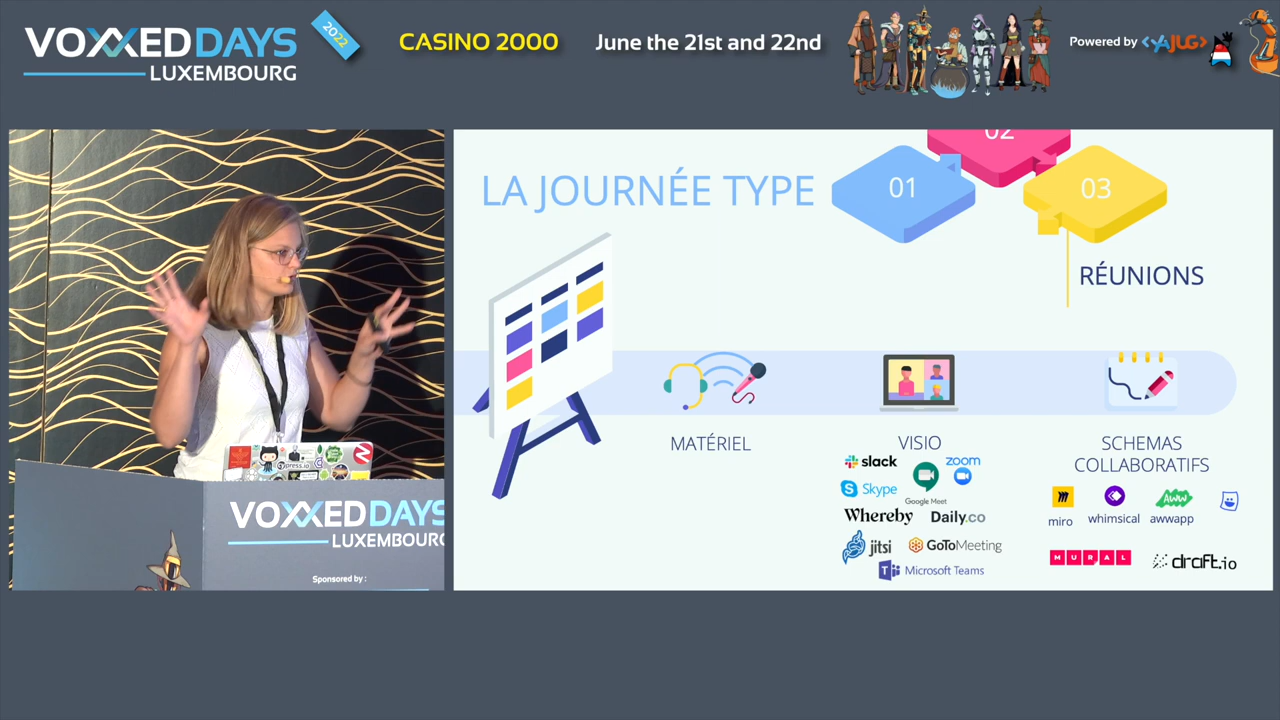 VOXXED DAYS
LUXEMBOURG
2022
CASINO 2000
June the 21st and 22nd
Powered by <YAJUG>
LA JOURNÉE TYPE
01
02
03
RÉUNIONS
MATÉRIEL
VISIO
slack
zoom
Skype
Google Meet
Whereby
Daily.co
jitsi
GoToMeeting
Microsoft Teams
SCHEMAS
COLLABORATIFS
miro
whimsical
AWW
awwapp
MURAL
draft.io
VOXXED DAYS
LUXEMBOURG
Sponsored by :